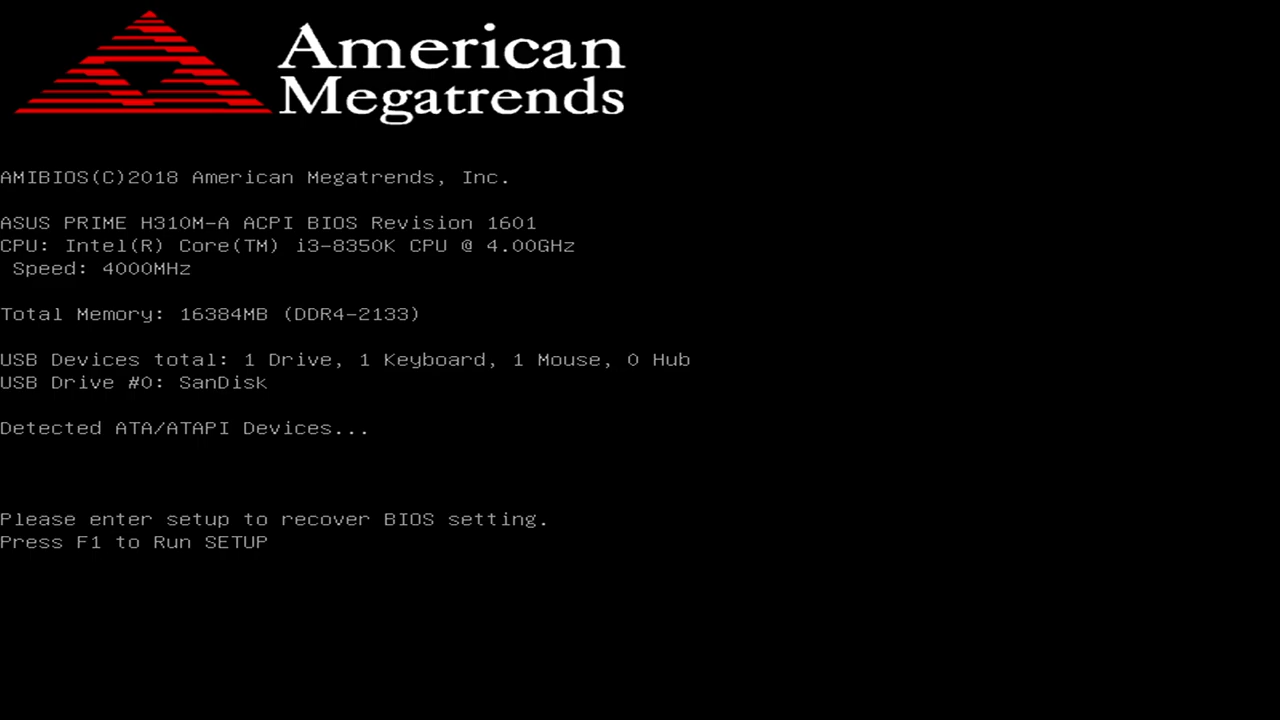 American
Megatrends
AMIBIOS(C)2018 American Megatrends, Inc.
ASUS PRIME H310M-A ACPI BIOS Revision 1601
CPU: Intel(R) Core(TM) i3-8350K CPU @ 4.00GHz
Speed: 4000MHz
Total Memory: 16384MB (DDR4-2133)
USB Devices total: 1 Drive, 1 Keyboard, 1 Mouse, 0 Hub
USB Drive #0: SanDisk
Detected ATA/ATAPI Devices...
Please enter setup to recover BIOS setting.
Press F1 to Run SETUP